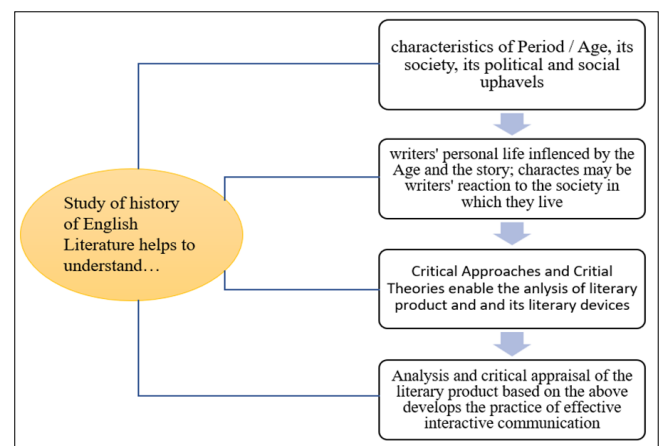 characteristics of Period / Age, its
society, its political and social
uphavels
writers' personal life inflenced by the
Age and the story; charactes may be
writers' reaction to the society in
which they live
Study of history
of English
Literature helps to
understand…
Critical Approaches and Critial
Theories enable the anlysis of literary
product and and its literary devices
Analysis and critical appraisal of the
literary product based on the above
develops the practice of effective
interactive communication